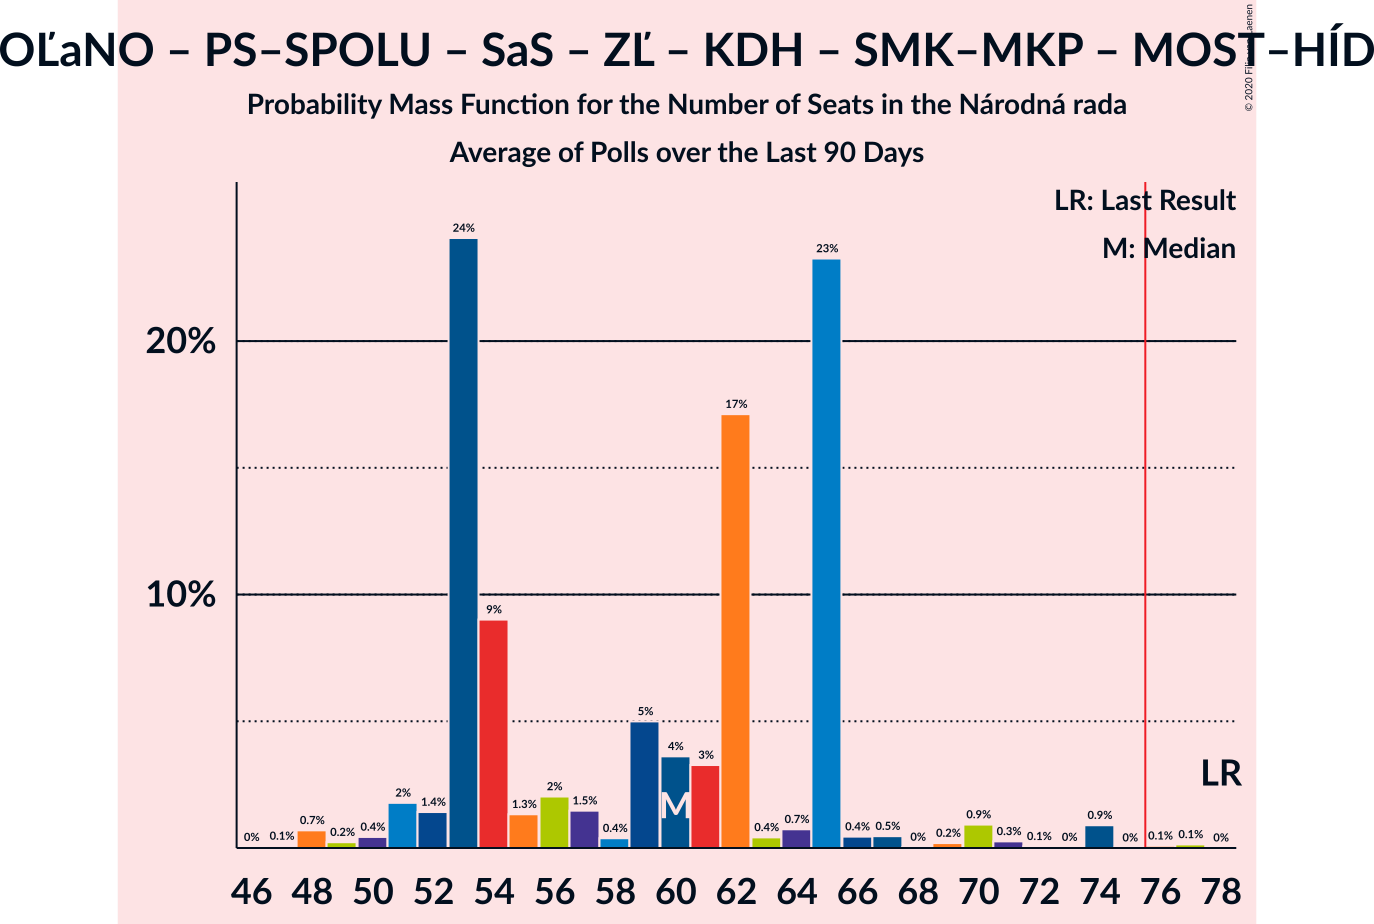 OĽaNO – PS–SPOLU – SaS – ZĽ – KDH – SMK–MKP – MOST–HÍD
Probability Mass Function for the Number of Seats in the Národná rada
Average of Polls over the Last 90 Days
© 2020
LR: Last Result
M: Median
24%
23%
20%
17%
10%
9%
5%
4%
3%
LR
0% 0.1% 0.7% 0.2% 0.4% 2% 1.4% 1.3% 2% 1.5% 0.4% M 0.4% 0.7% 0.4% 0.5% 0% 0.2% 0.9% 0.3% 0.1% 0% 0.9% 0% 0.1% 0.1% 0%
46 48 50 52 54 56 58 60 62 64 66 68 70 72 74 76 78